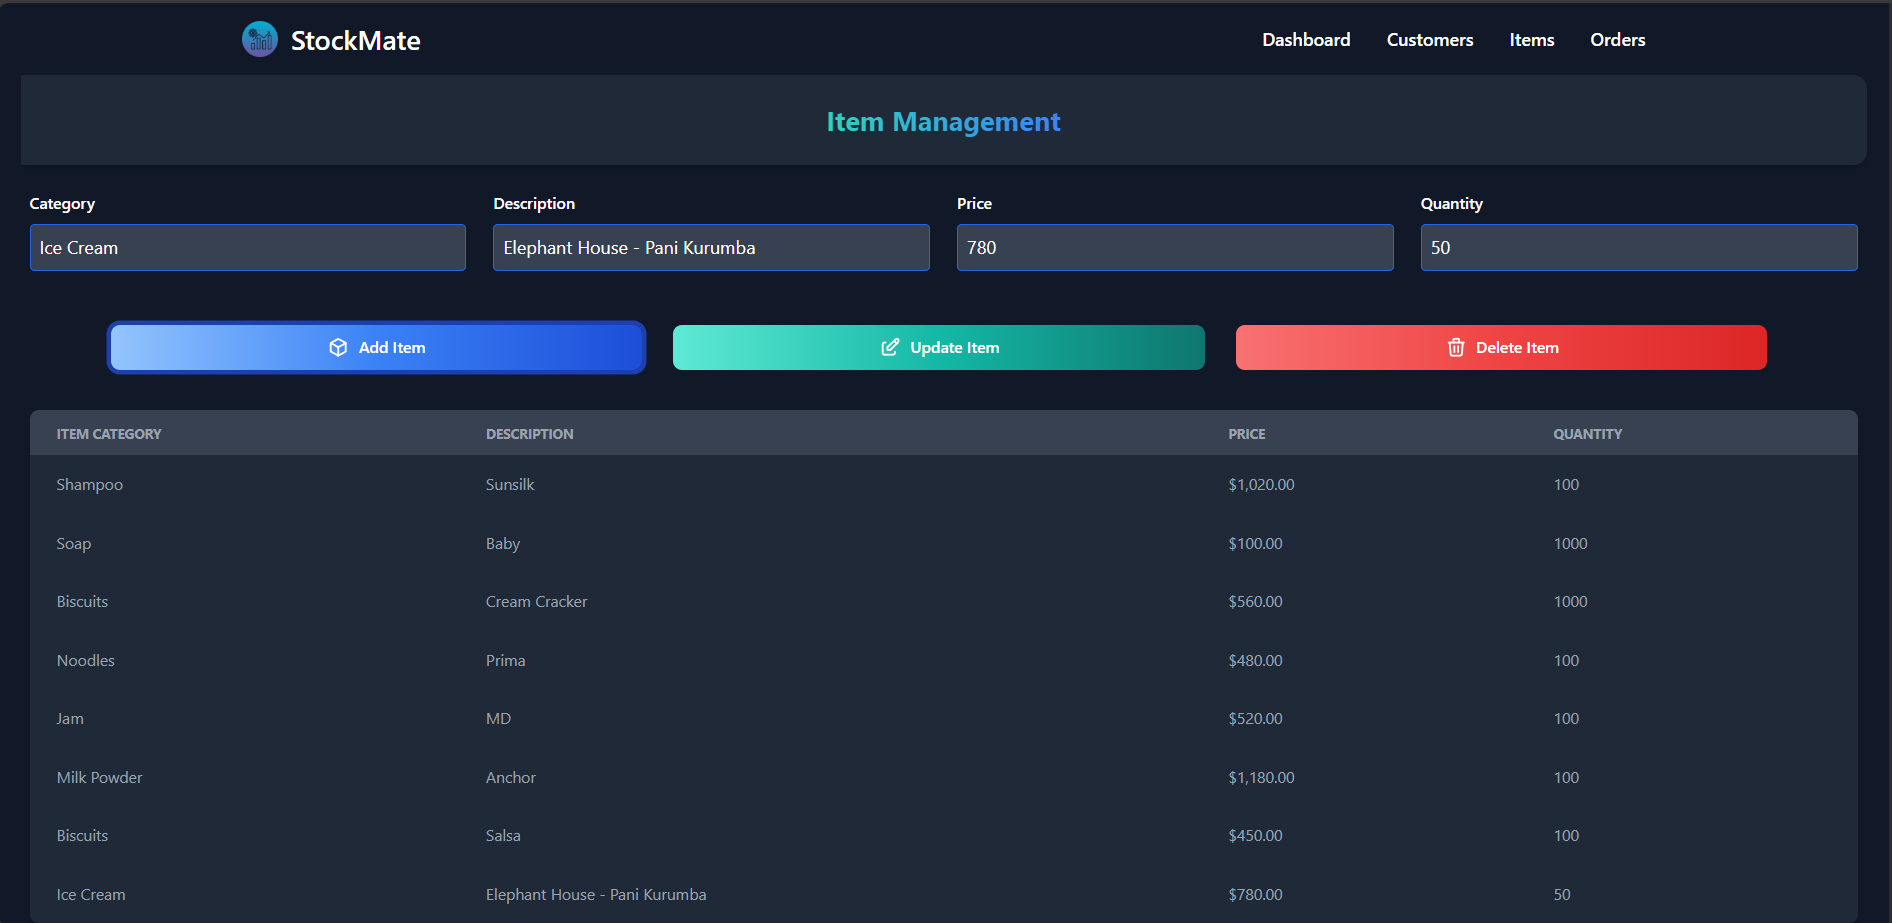 StockMate
Dashboard Customers Items Orders
Item Management
Category Description Price Quantity
Ice Cream Elephant House - Pani Kurumba 780 50
Add Item Update Item Delete Item
ITEM CATEGORY DESCRIPTION PRICE QUANTITY
Shampoo Sunsilk $1,020.00 100
Soap Baby $100.00 1000
Biscuits Cream Cracker $560.00 1000
Noodles Prima $480.00 100
Jam MD $520.00 100
Milk Powder Anchor $1,180.00 100
Biscuits Salsa $450.00 100
Ice Cream Elephant House - Pani Kurumba $780.00 50